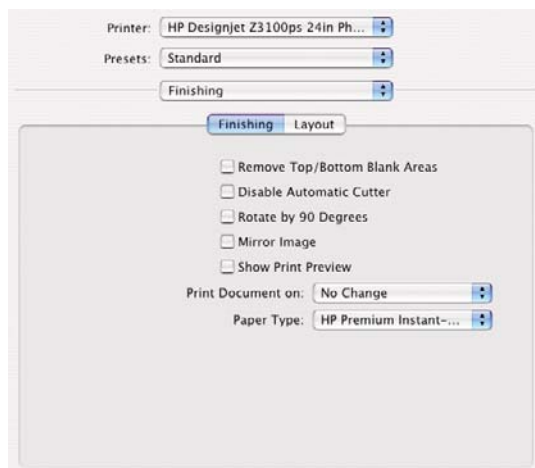 Printer: HP Designjet Z3100ps 24in Ph...
Presets: Standard
Finishing
Finishing Layout
Remove Top/Bottom Blank Areas
Disable Automatic Cutter
Rotate by 90 Degrees
Mirror Image
Show Print Preview
Print Document on: No Change
Paper Type: HP Premium Instant-...